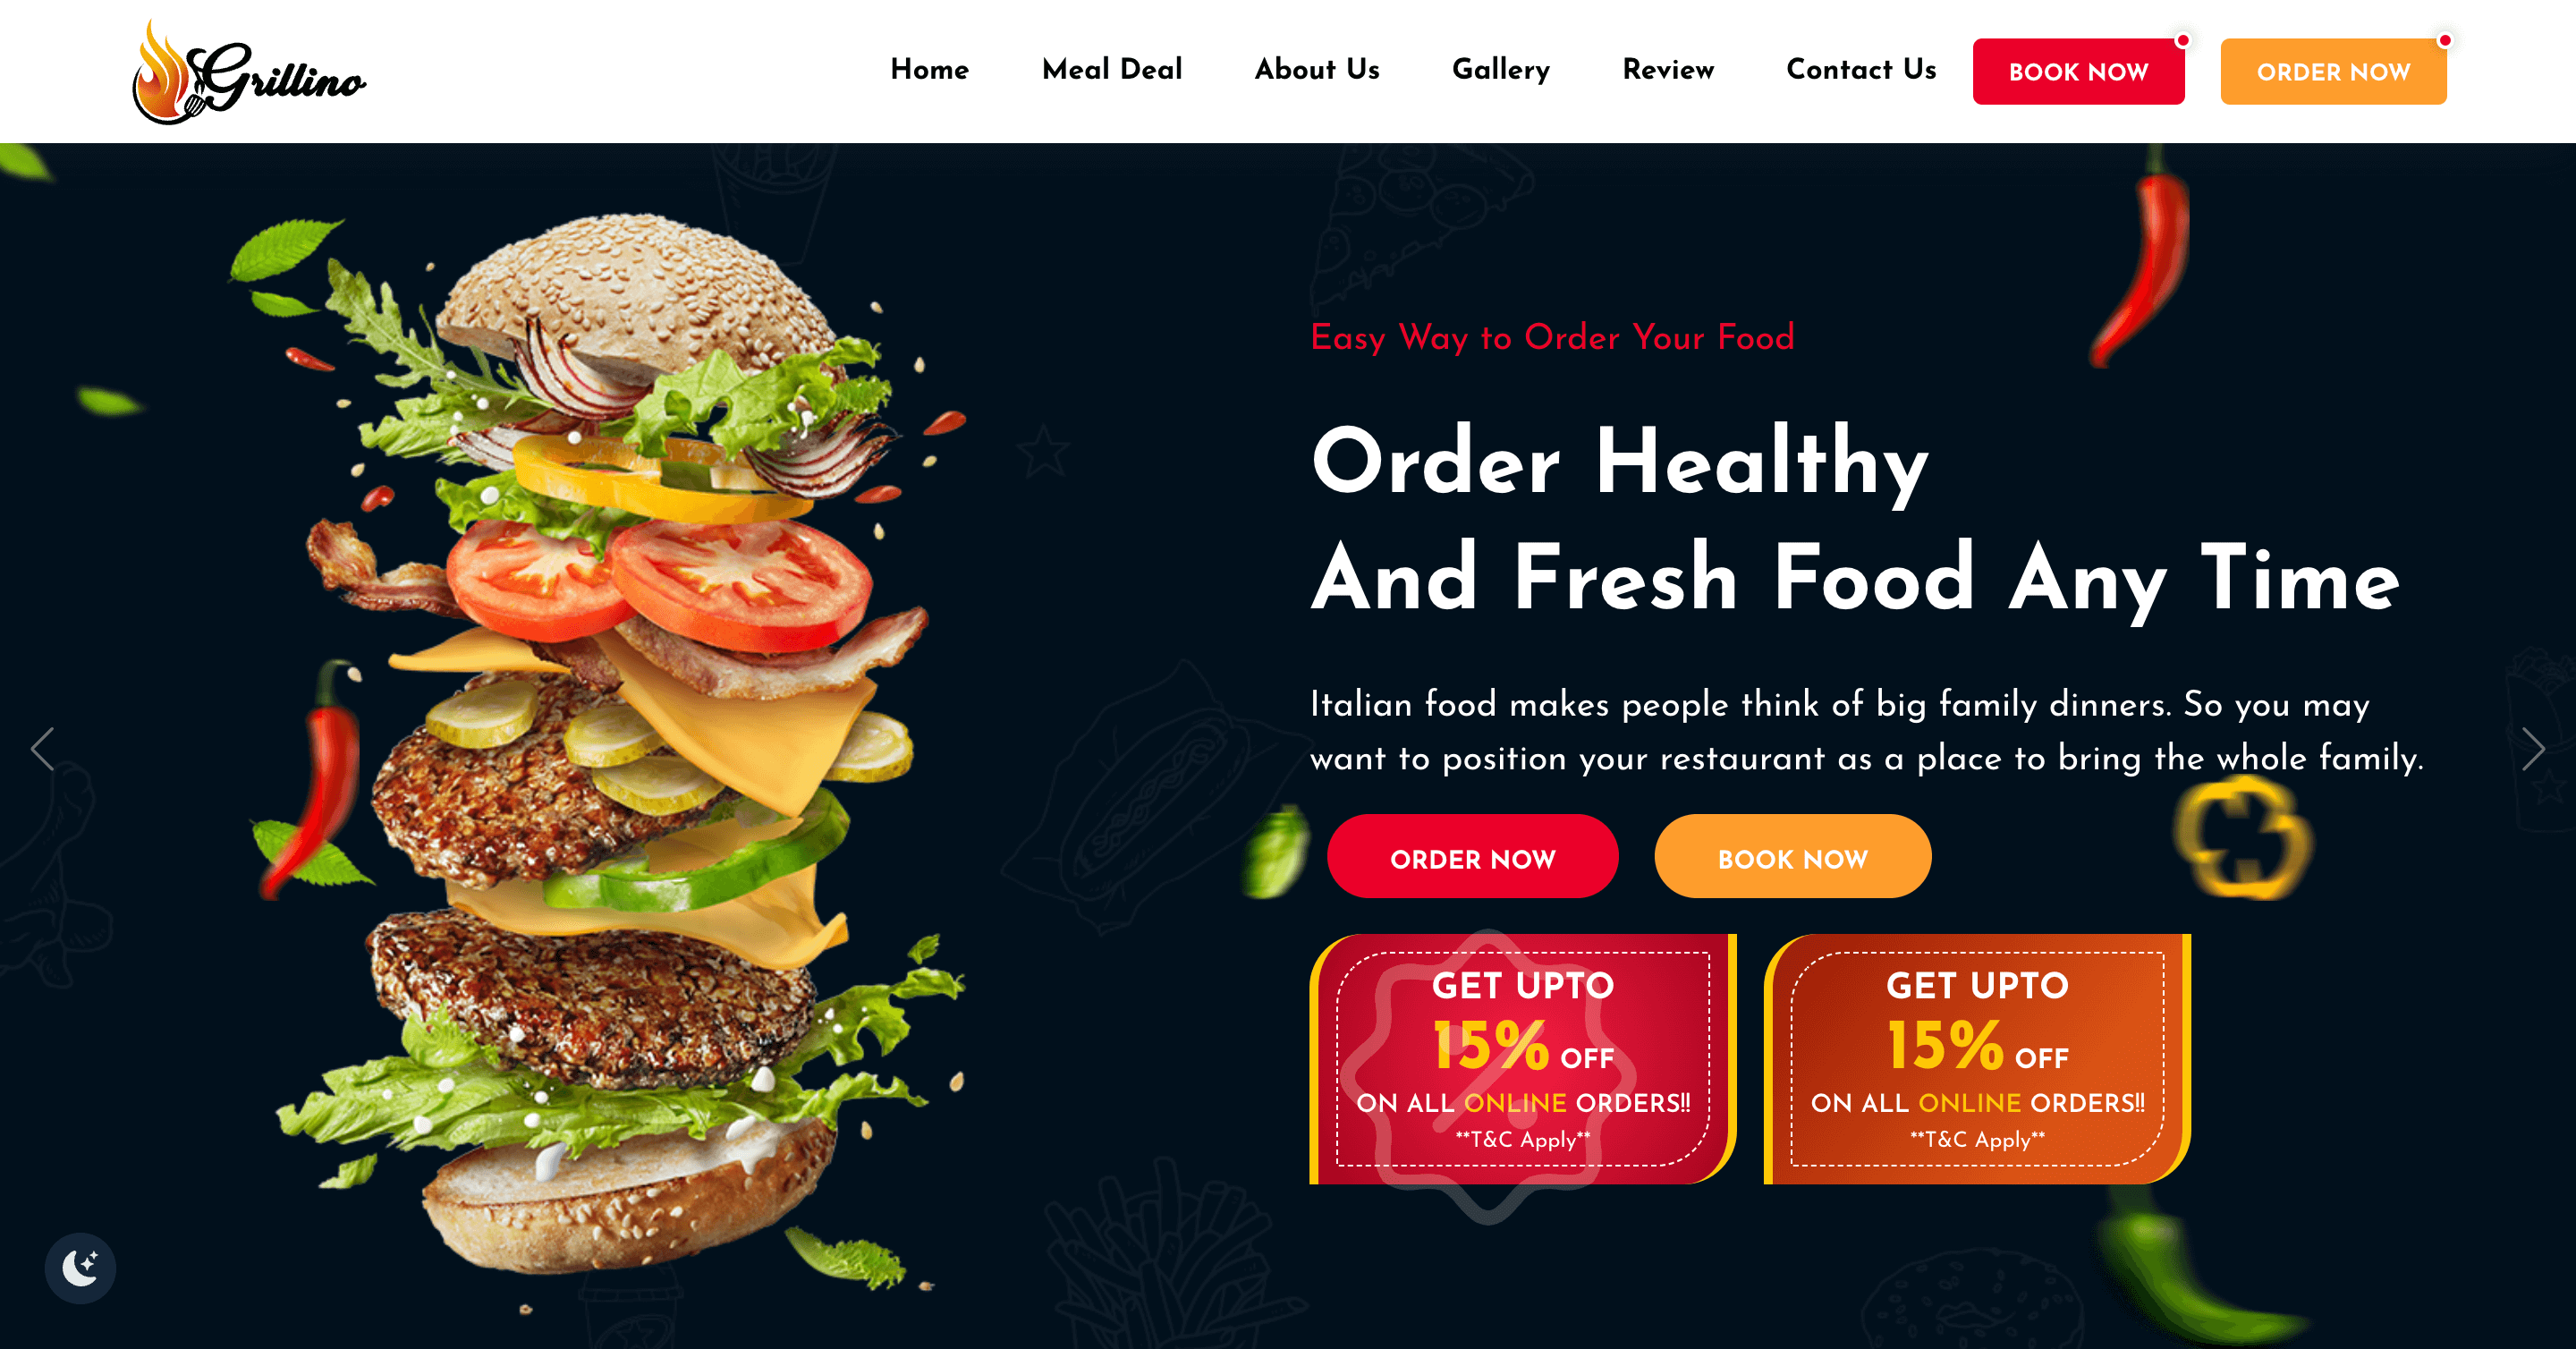 Grillino
Home
Meal Deal
About Us
Gallery
Review
Contact Us
BOOK NOW
ORDER NOW
Easy Way to Order Your Food
Order Healthy
And Fresh Food Any Time
Italian food makes people think of big family dinners. So you may
want to position your restaurant as a place to bring the whole family.
ORDER NOW
BOOK NOW
GET UPTO
15% OFF
ON ALL ONLINE ORDERS!!
**T&C Apply**
GET UPTO
15% OFF
ON ALL ONLINE ORDERS!!
**T&C Apply**